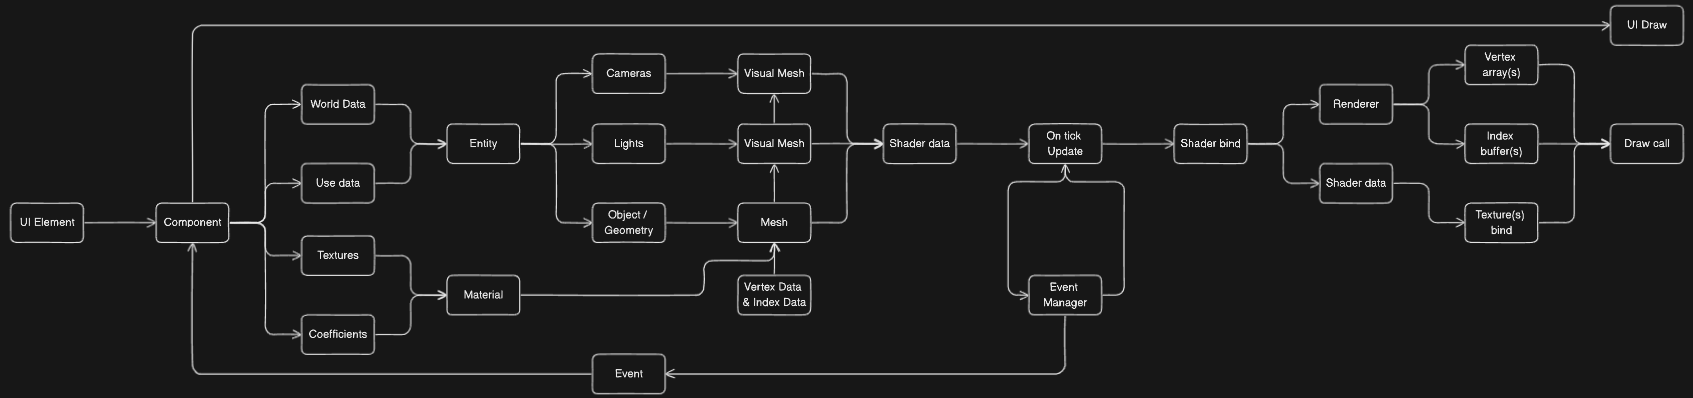 UI Draw
Vertex
array(s)
Cameras
Visual Mesh
World Data
Renderer
Entity
Lights
Visual Mesh
Shader data
On tick
Update
Shader bind
Index
buffer(s)
Draw call
Use data
Shader data
UI Element
Component
Object /
Geometry
Mesh
Texture(s)
bind
Textures
Material
Vertex Data
& Index Data
Event
Manager
Coefficients
Event